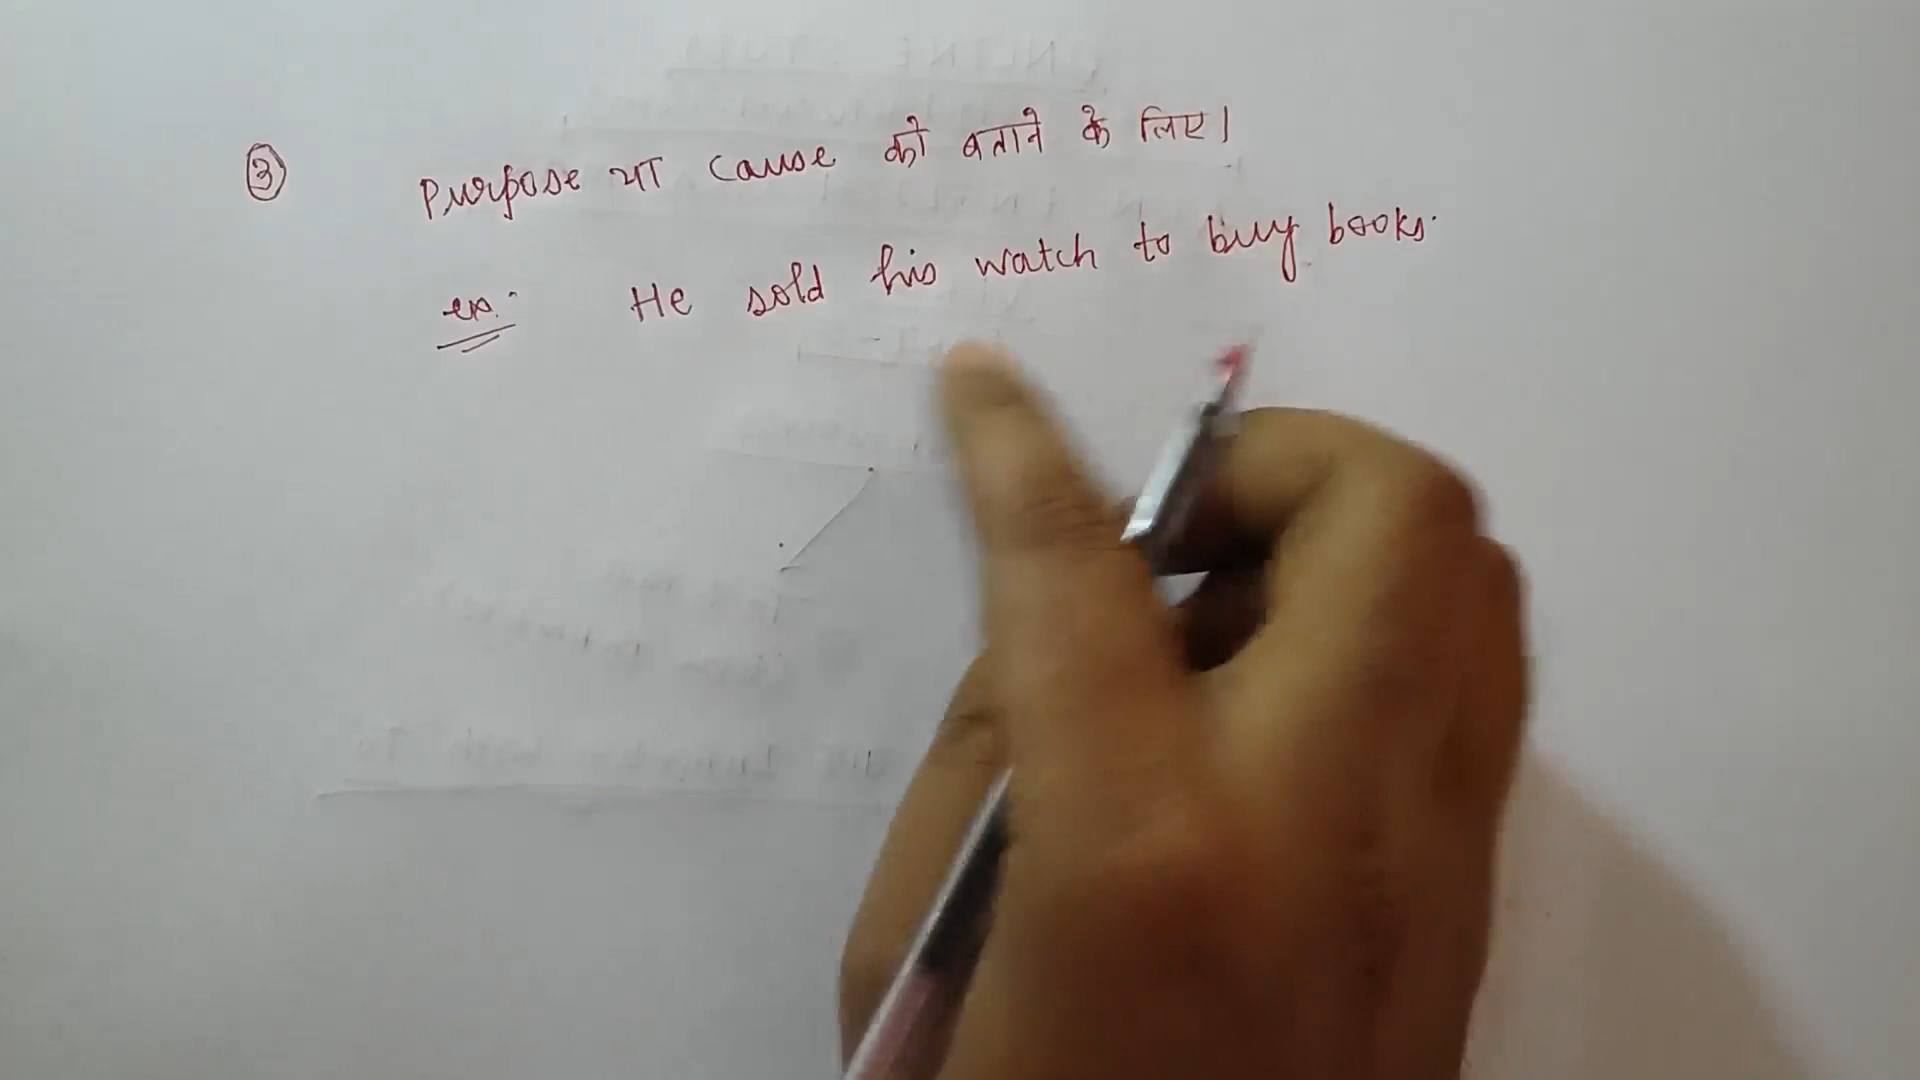 ③ Purpose या cause को बताने के लिए।
ex:- He sold his watch to buy books.